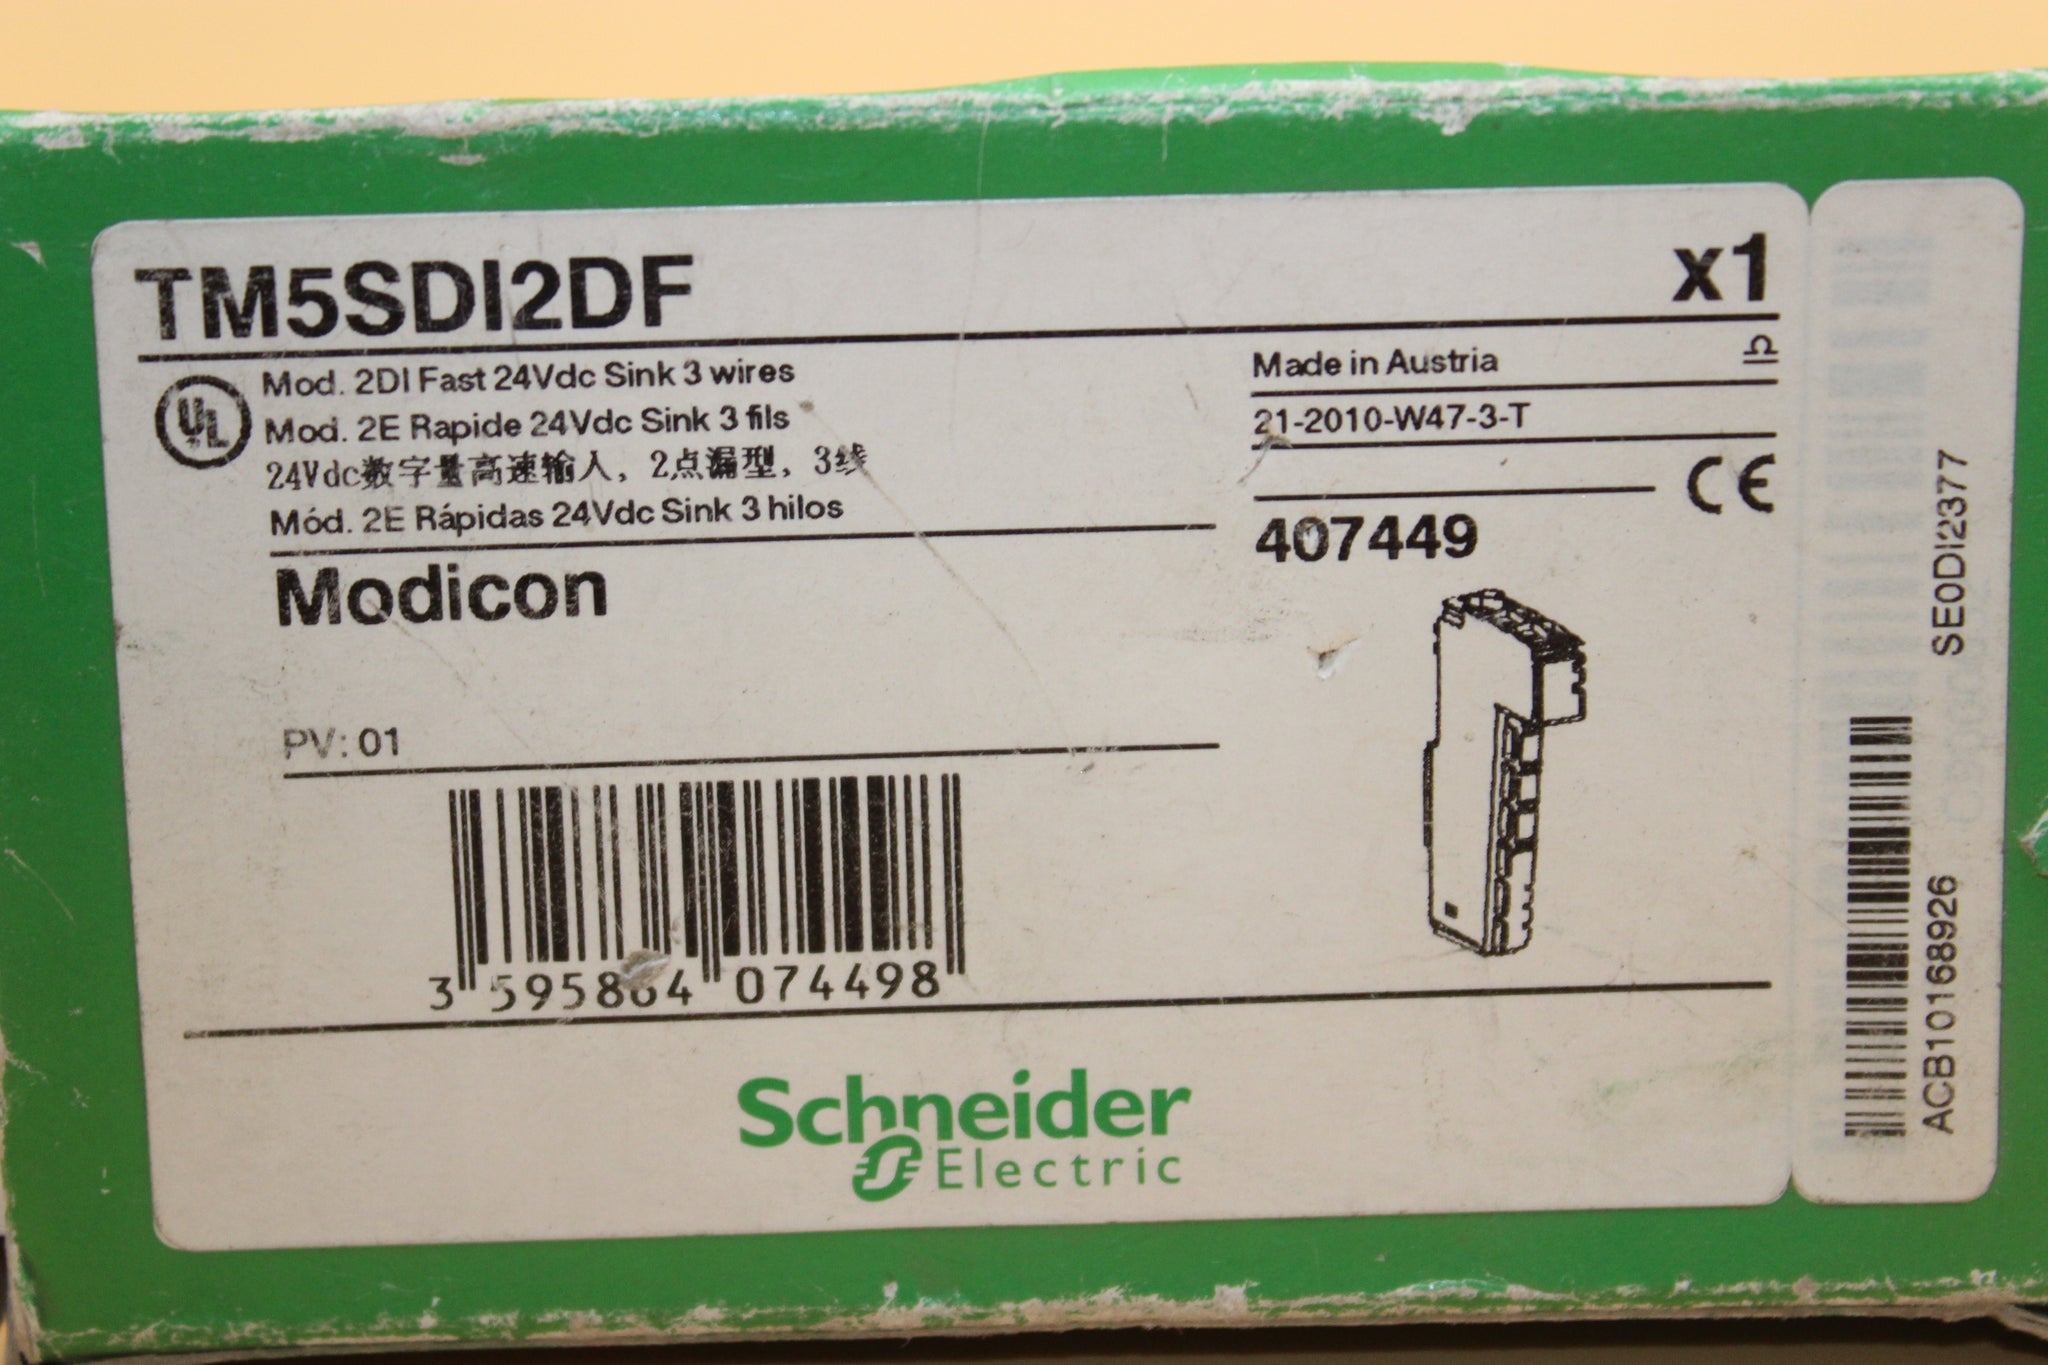 TM5SDI2DF
x1
UL
Mod. 2DI Fast 24Vdc Sink 3 wires
Mod. 2E Rapide 24Vdc Sink 3 fils
24Vdc数字量高速输入, 2点漏型, 3线
Mód. 2E Rápidas 24Vdc Sink 3 hilos
Modicon
PV: 01
3 595864 074498
Made in Austria
21-2010-W47-3-T
CE
407449
Schneider
Electric
SE0DI2377
ACB10168926